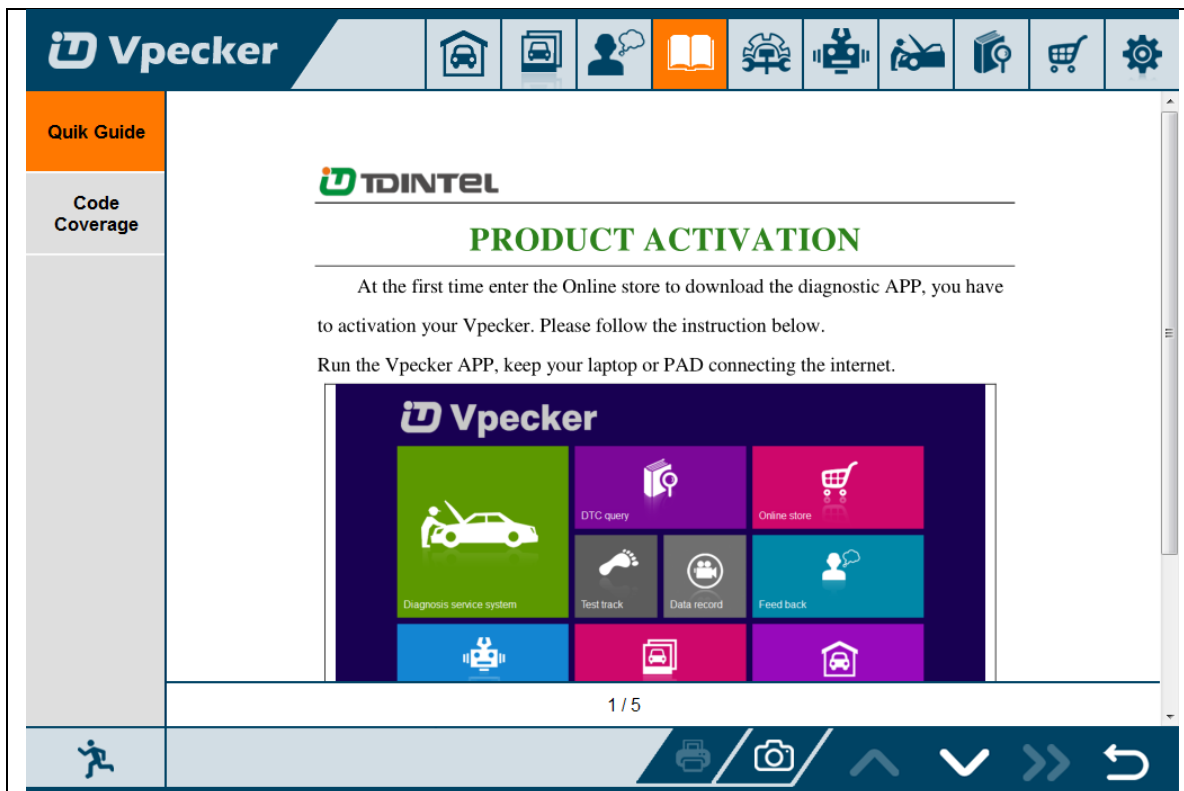 Vpecker
Quik Guide
Code
Coverage
TDINTEL
PRODUCT ACTIVATION
At the first time enter the Online store to download the diagnostic APP, you have
to activation your Vpecker. Please follow the instruction below.
Run the Vpecker APP, keep your laptop or PAD connecting the internet.
Vpecker
DTC query
Online store
Diagnosis service system
Test track
Data record
Feed back
1 / 5